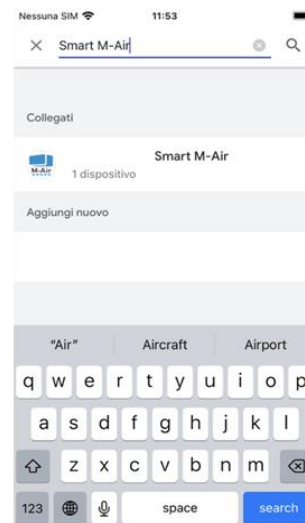 Nessuna SIM 11:53
Smart M-Air
Collegati
Smart M-Air
M-Air
1 dispositivo
Aggiungi nuovo
"Air" Aircraft Airport
q w e r t y u i o p
a s d f g h j k l
z x c v b n m
123 space search